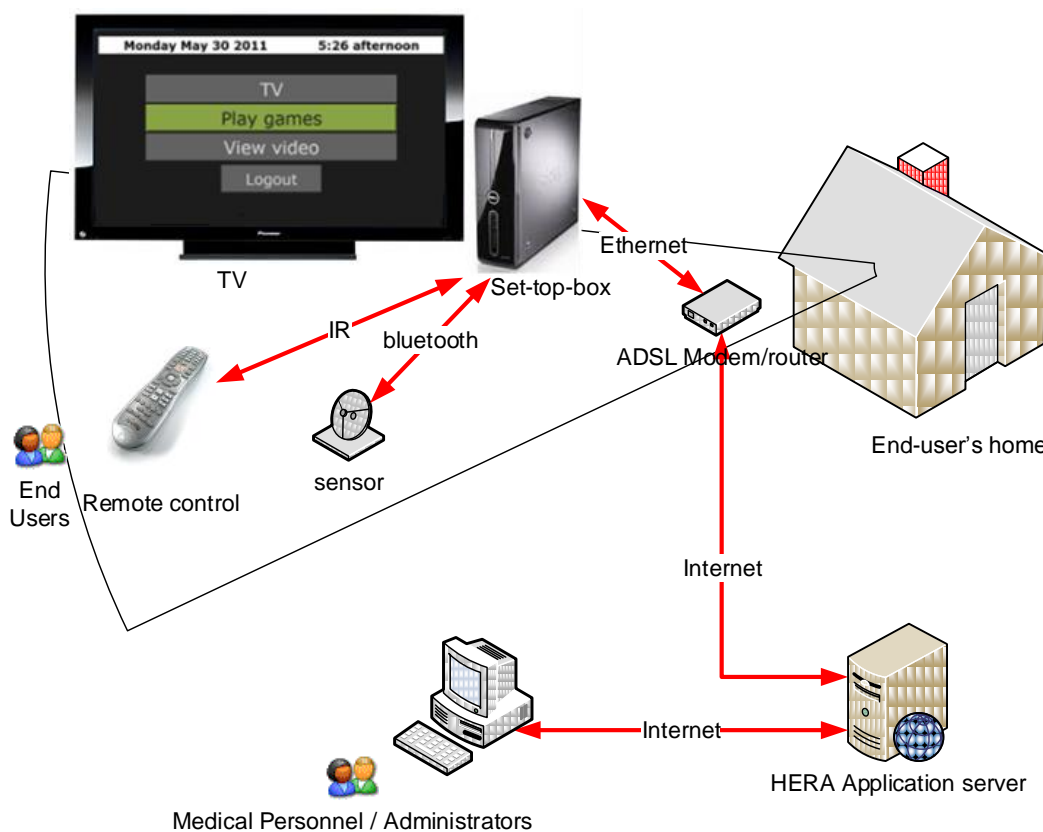 Monday May 30 2011 5:26 afternoon
TV
Play games
View video
Logout
Pioneer
TV
Set-top-box
Ethernet
IR
bluetooth
ADSL Modem/router
End
Users
Remote control
sensor
End-user's home
Internet
Internet
HERA Application server
Medical Personnel / Administrators